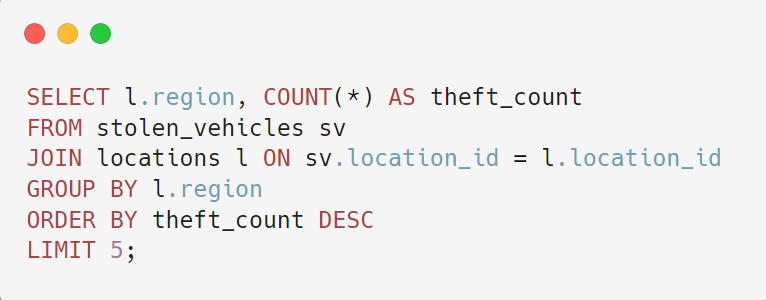 SELECT l.region, COUNT(*) AS theft_count
FROM stolen_vehicles sv
JOIN locations l ON sv.location_id = l.location_id
GROUP BY l.region
ORDER BY theft_count DESC
LIMIT 5;